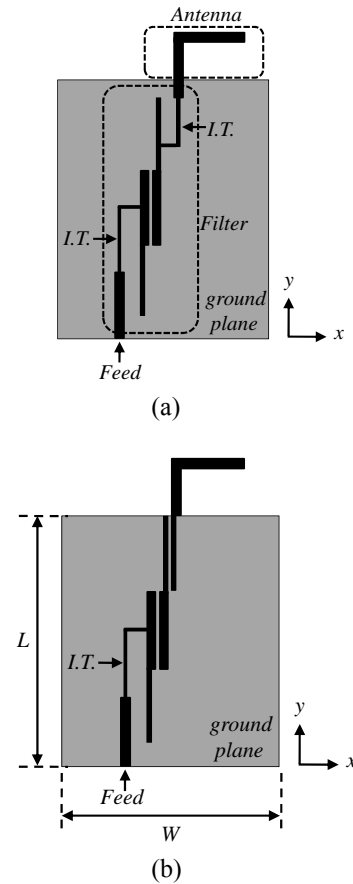 Antenna
I.T.
I.T.
Filter
ground
plane
y
x
Feed
(a)
L
I.T.
ground
plane
y
x
Feed
W
(b)